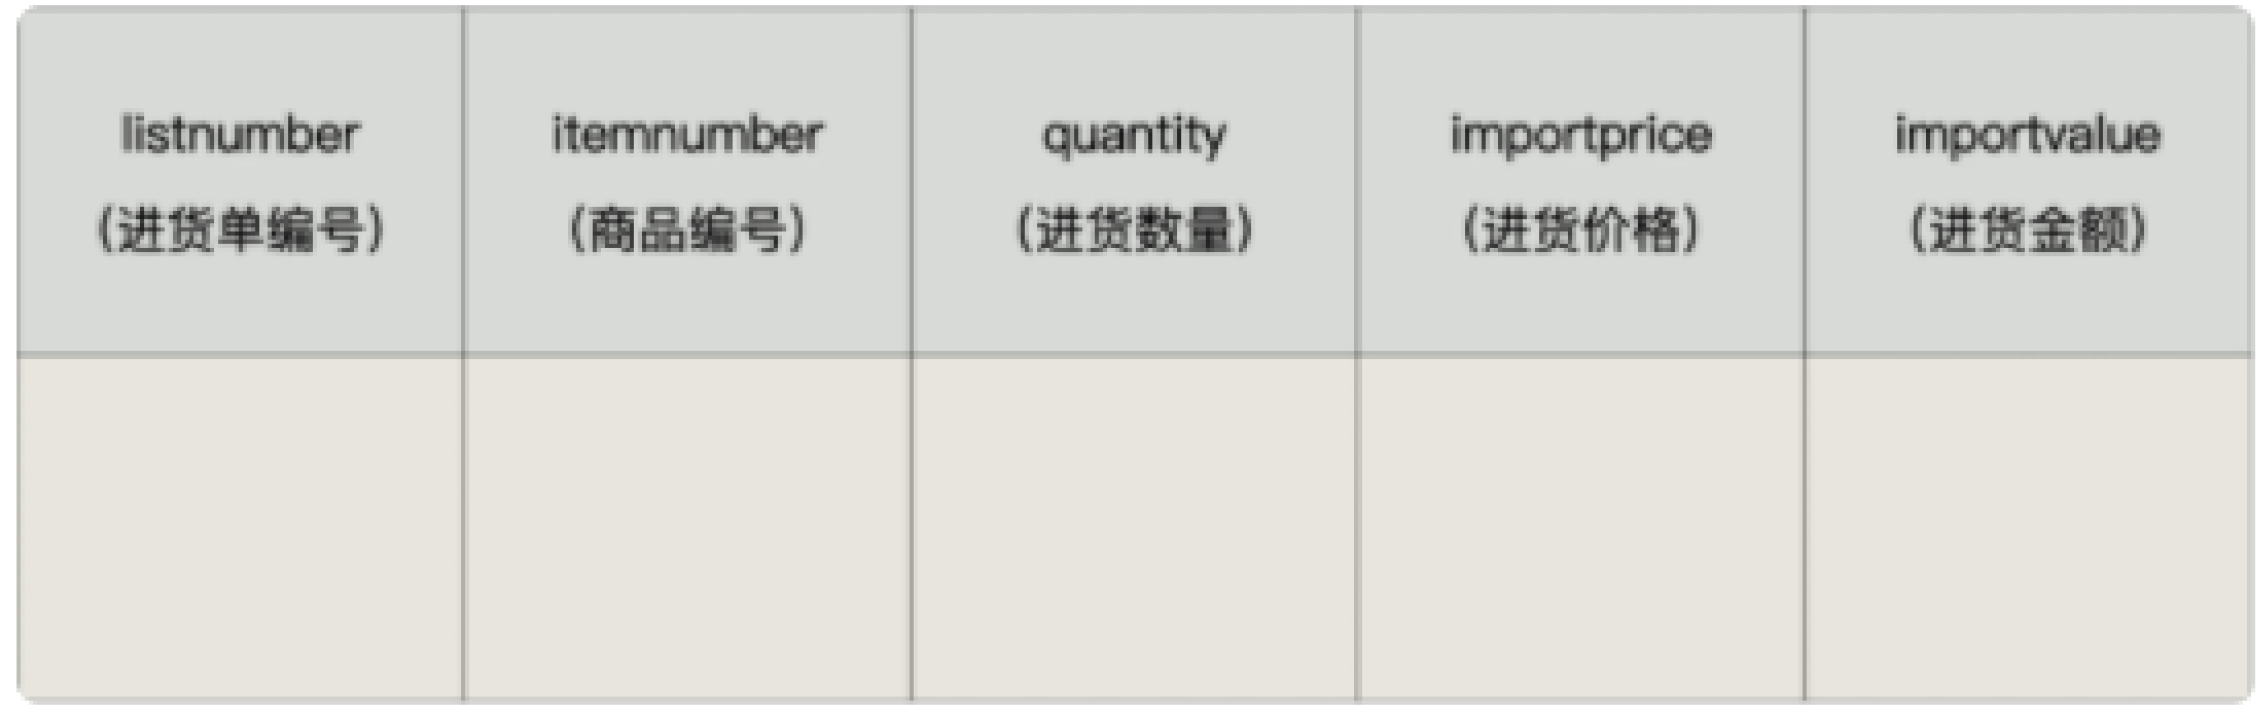 listnumber
(进货单编号)
itemnumber
(商品编号)
quantity
(进货数量)
importprice
(进货价格)
importvalue
(进货金额)